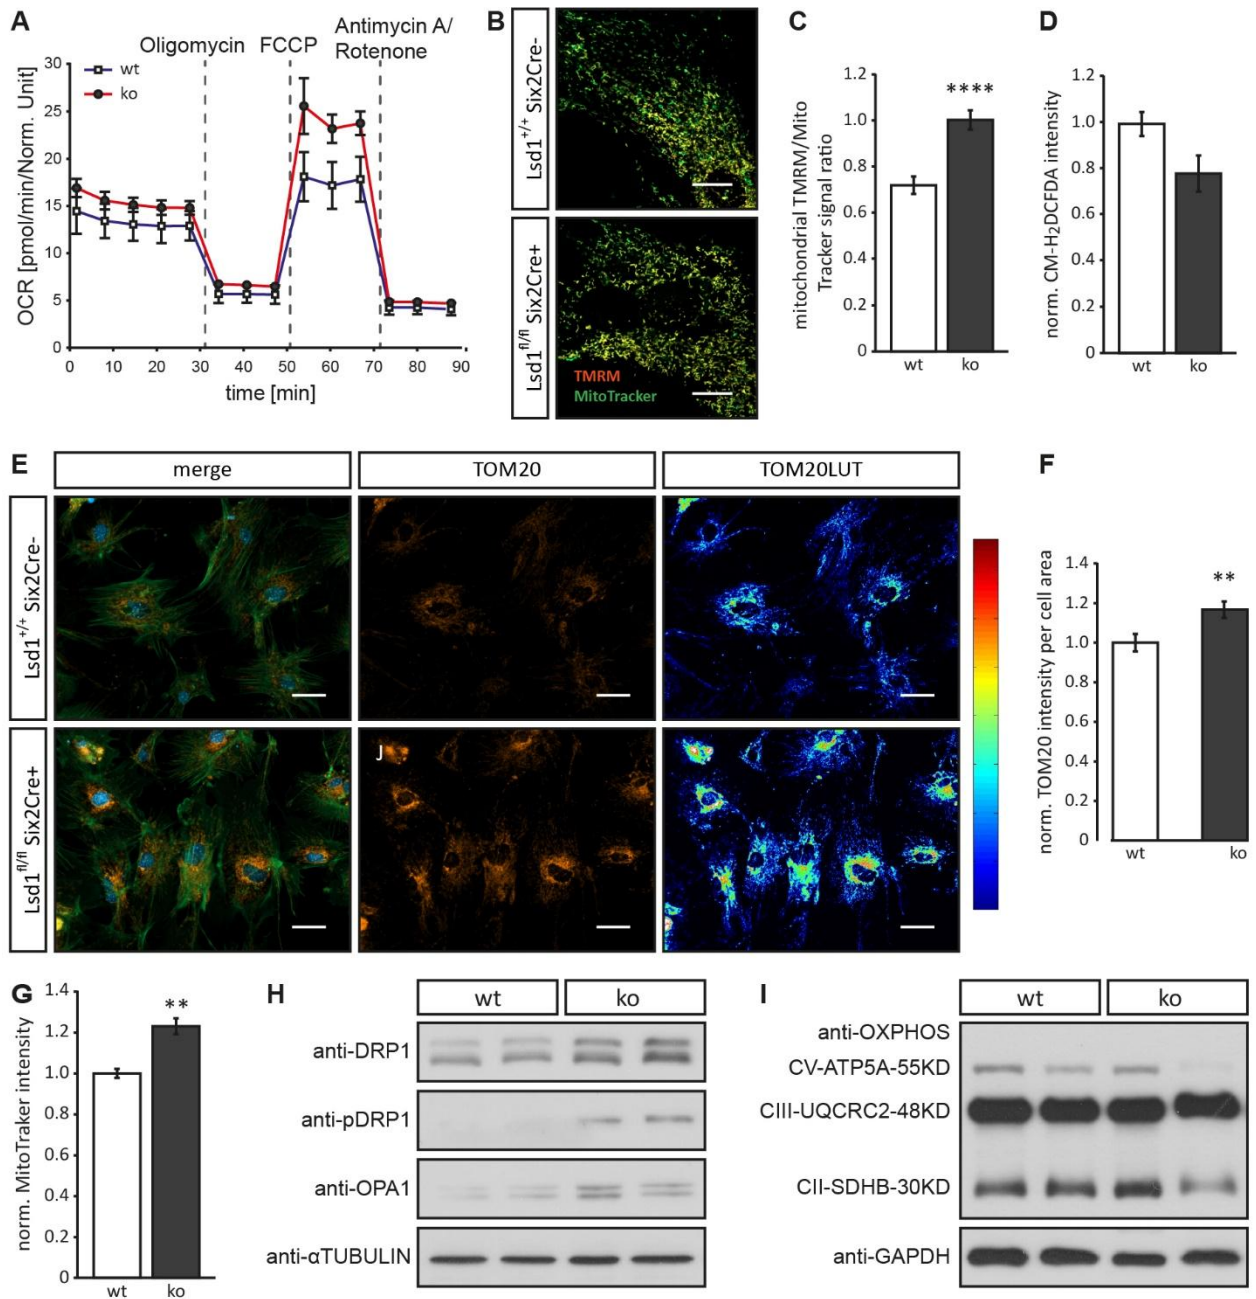 A
Oligomycin
FCCP
Antimycin A/
Rotenone
wt
ko
OCR [pmol/min/Norm. Unit]
30
25
20
15
10
5
0
0 10 20 30 40 50 60 70 80 90
time [min]
B
Lsd1+/+ Six2Cre-
Lsd1fl/fl Six2Cre+
TMRM
MitoTracker
C
mitochondrial TMRM/Mito
Tracker signal ratio
1.2
1.0
0.8
0.6
0.4
0.2
0
****
wt ko
D
norm. CM-H2DCFDA intensity
1.2
1.0
0.8
0.6
0.4
0.2
0
wt ko
E
merge
TOM20
TOM20LUT
Lsd1+/+ Six2Cre-
Lsd1fl/fl Six2Cre+
J
F
norm. TOM20 intensity per cell area
1.4
1.2
1.0
0.8
0.6
0.4
0.2
0
**
wt ko
G
norm. MitoTraker intensity
1.4
1.2
1.0
0.8
0.6
0.4
0.2
0
**
wt ko
H
wt ko
anti-DRP1
anti-pDRP1
anti-OPA1
anti-αTUBULIN
I
wt ko
anti-OXPHOS
CV-ATP5A-55KD
CIII-UQCRC2-48KD
CII-SDHB-30KD
anti-GAPDH